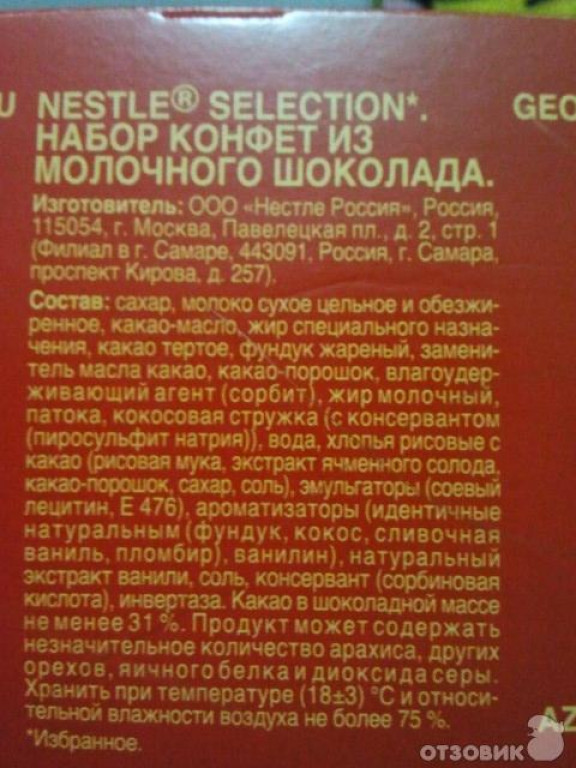 U NESTLE® SELECTION*. GEO
НАБОР КОНФЕТ ИЗ
МОЛОЧНОГО ШОКОЛАДА.
Изготовитель: ООО «Нестле Россия», Россия,
115054, г. Москва, Павелецкая пл., д. 2, стр. 1
(Филиал в г. Самаре, 443091, Россия, г. Самара,
проспект Кирова, д. 257).
Состав: сахар, молоко сухое цельное и обезжи-
ренное, какао-масло, жир специального назна-
чения, какао тертое, фундук жареный, замени-
тель масла какао, какао-порошок, влагоудер-
живающий агент (сорбит), жир молочный,
патока, кокосовая стружка (с консервантом
(пиросульфит натрия)), вода, хлопья рисовые с
какао (рисовая мука, экстракт ячменного солода,
какао-порошок, сахар, соль), эмульгаторы (соевый
лецитин, Е 476), ароматизаторы (идентичные
натуральным (фундук, кокос, сливочная
ваниль, пломбир), ванилин), натуральный
экстракт ванили, соль, консервант (сорбиновая
кислота), инвертаза. Какао в шоколадной массе
не менее 31 %. Продукт может содержать
незначительное количество арахиса, других
орехов, яичного белка и диоксида серы.
Хранить при температуре (18±3) °С и относи-
тельной влажности воздуха не более 75 %. AZ
*Избранное.
ОТЗОВИК